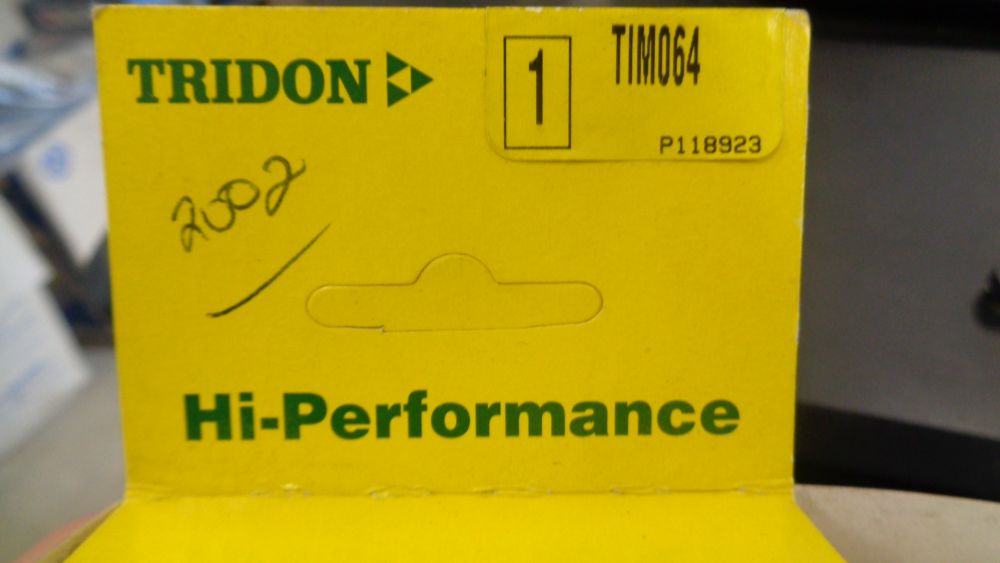 TRIDON
1
TIM064
P118923
2002
Hi-Performance